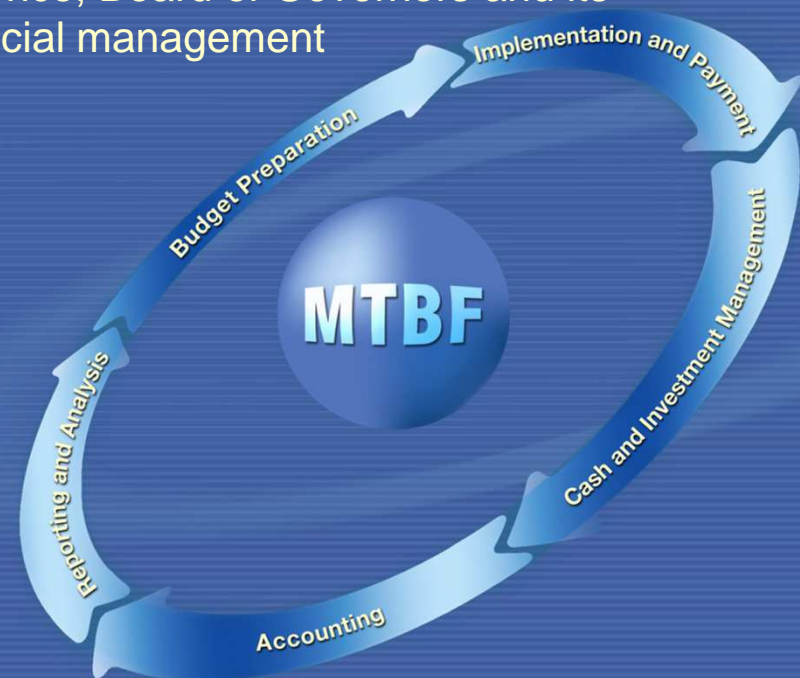 Board of Governors and its
cial management
Implementation and Payment
Budget Preparation
MTBF
Cash and Investment Management
Reporting and Analysis
Accounting